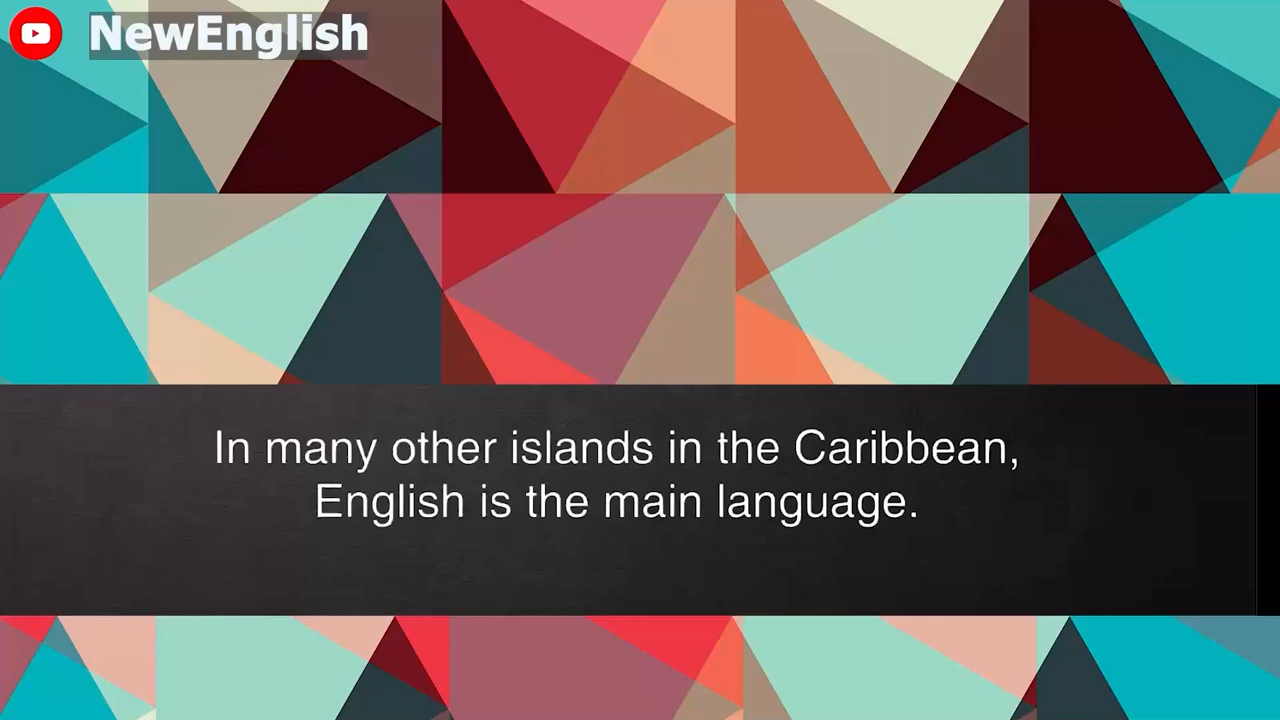 NewEnglish
In many other islands in the Caribbean,
English is the main language.